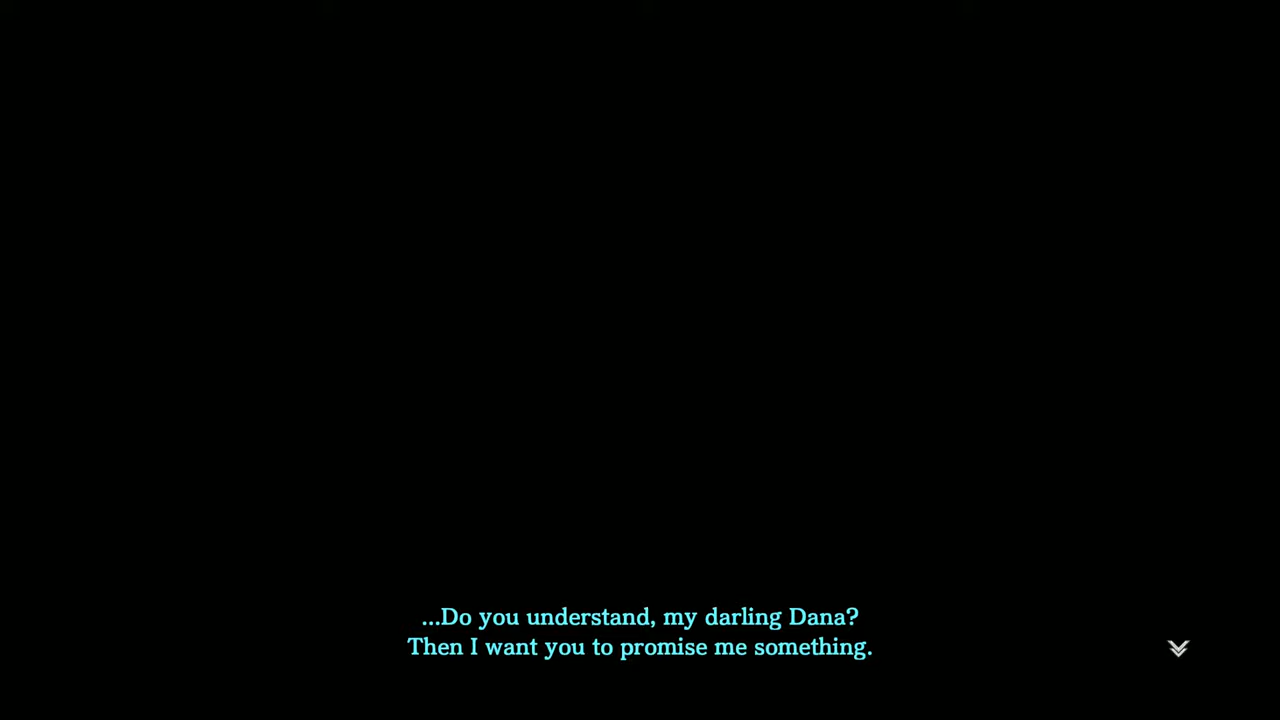 ...Do you understand, my darling Dana?
Then I want you to promise me something.